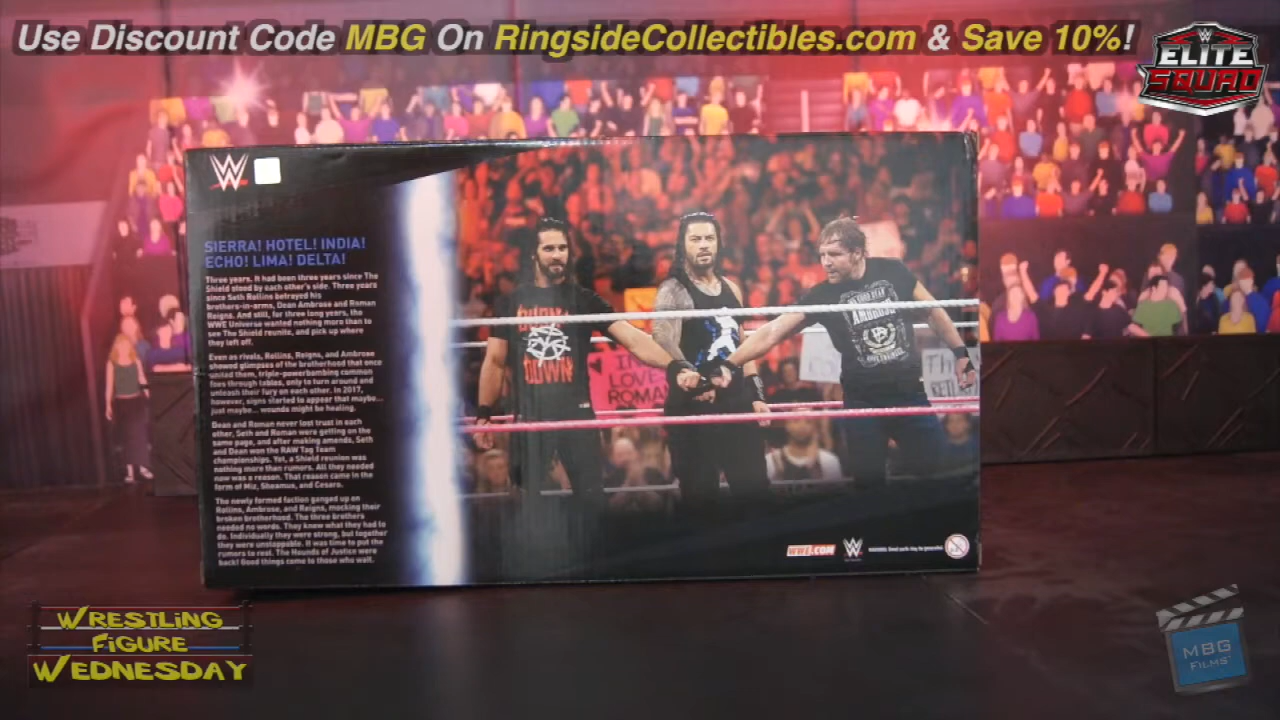 Use Discount Code MBG On RingsideCollectibles.com & Save 10%!
W
ELITE
SQUAD
SIERRA! HOTEL! INDIA!
ECHO! LIMA! DELTA!
Three years. It had been three years since The
Shield stood by each other's side. Three years
since Seth Rollins betrayed his
brothers-in-arms, Dean Ambrose and Roman
Reigns. And still, for three long years, the
WWE Universe wanted nothing more than to
see The Shield reunite, and pick up where
they left off.
Even as rivals, Rollins, Reigns, and Ambrose
showed glimpses of the brotherhood that once
united them, triple-powerbombing common
foes through tables, only to turn around and
unleash their fury on each other. In 2017,
however, signs started to appear that maybe...
just maybe... wounds might be healing.
Dean and Roman never lost trust in each
other, Seth and Roman were getting on the
same page, and after making amends, Seth
and Dean won the RAW Tag Team
championships. Yet, a Shield reunion was
nothing more than rumors. All they needed
now was a reason. That reason came in the
form of Miz, Sheamus, and Cesaro.
The newly formed faction ganged up on
Rollins, Ambrose, and Reigns, mocking their
broken brotherhood. The three brothers
needed no words. They knew what they had to
do. Individually they were strong, but together
they were unstoppable. It was time to put the
rumors to rest. The Hounds of Justice were
back! Good things come to those who wait.
DOWN
AMBROSE
I
LOVE
ROMA
WWE.COM
WRESTLING
FIGURE
WEDNESDAY
MBG
FILMS